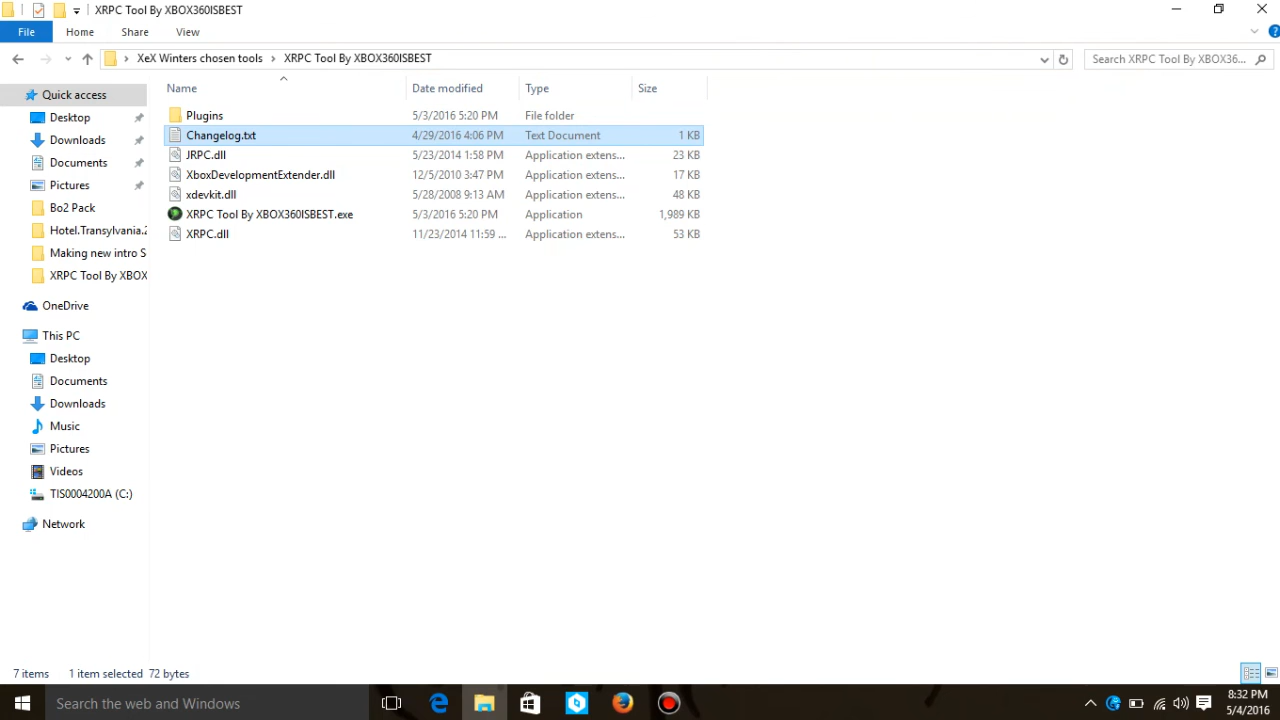 XRPC Tool By XBOX360ISBEST
File Home Share View
XeX Winters chosen tools XRPC Tool By XBOX360ISBEST Search XRPC Tool By XBOX36...
Name Date modified Type Size
Quick access
Desktop
Downloads
Documents
Pictures
Bo2 Pack
Hotel.Transylvania.2
Making new intro S
XRPC Tool By XBOX
OneDrive
This PC
Desktop
Documents
Downloads
Music
Pictures
Videos
TIS0004200A (C:)
Network
Plugins 5/3/2016 5:20 PM File folder
Changelog.txt 4/29/2016 4:06 PM Text Document 1 KB
JRPC.dll 5/23/2014 1:58 PM Application extens... 23 KB
XboxDevelopmentExtender.dll 12/5/2010 3:47 PM Application extens... 17 KB
xdevkit.dll 5/28/2008 9:13 AM Application extens... 48 KB
XRPC Tool By XBOX360ISBEST.exe 5/3/2016 5:20 PM Application 1,989 KB
XRPC.dll 11/23/2014 11:59 ... Application extens... 53 KB
7 items 1 item selected 72 bytes
Search the web and Windows
8:32 PM
5/4/2016